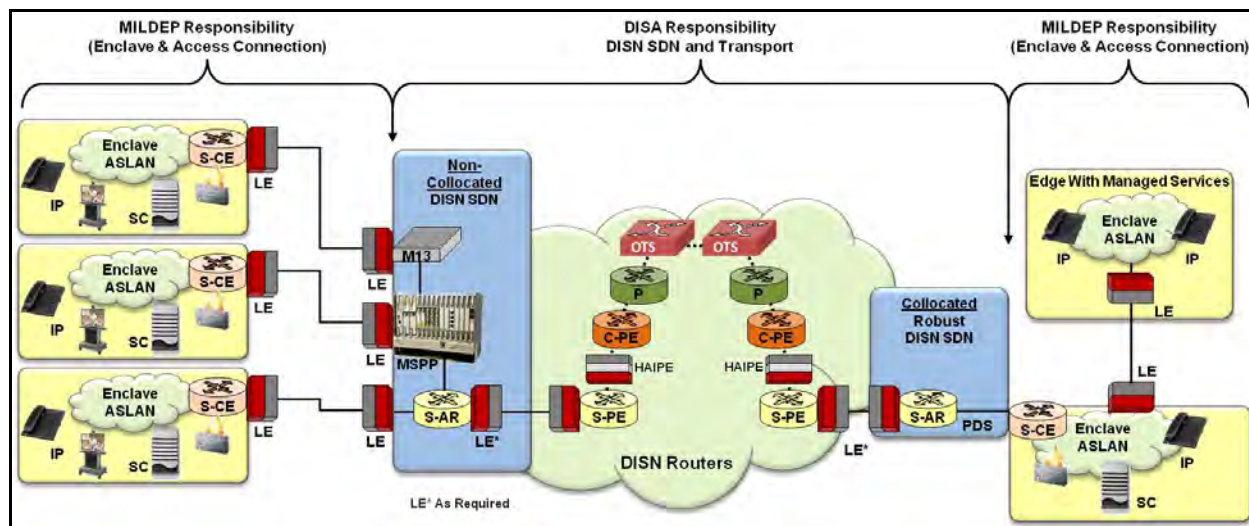 MILDEP Responsibility
(Enclave & Access Connection)
DISA Responsibility
DISN SDN and Transport
MILDEP Responsibility
(Enclave & Access Connection)
Enclave
ASLAN
S-CE
IP
SC
LE
Enclave
ASLAN
S-CE
IP
SC
LE
Enclave
ASLAN
S-CE
IP
SC
LE
Non-
Collocated
DISN SDN
M13
LE
MSPP
LE
S-AR
LE
LE*
OTS
OTS
P
P
C-PE
C-PE
HAIPE
HAIPE
S-PE
S-PE
DISN Routers
LE*
Collocated
Robust
DISN SDN
S-AR
PDS
Edge With Managed Services
Enclave
ASLAN
IP
IP
LE
LE
S-CE
Enclave
ASLAN
IP
SC
LE* As Required